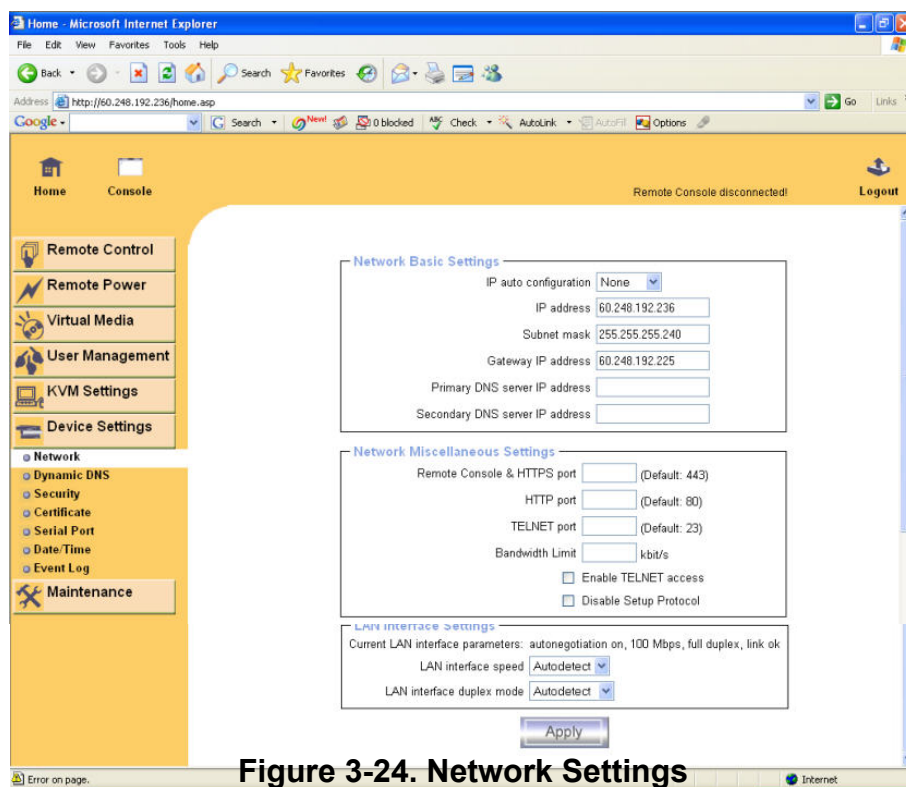 Home - Microsoft Internet Explorer
File Edit View Favorites Tools Help
Back Search Favorites
Address http://60.248.192.236/home.asp Go Links
Google Search New! 0 blocked ABC Check AutoLink AutoFill Options
Home Console Remote Console disconnected! Logout
Remote Control
Remote Power
Virtual Media
User Management
KVM Settings
Device Settings
Network
Dynamic DNS
Security
Certificate
Serial Port
Date/Time
Event Log
Maintenance
Network Basic Settings
IP auto configuration None
IP address 60.248.192.236
Subnet mask 255.255.255.240
Gateway IP address 60.248.192.225
Primary DNS server IP address
Secondary DNS server IP address
Network Miscellaneous Settings
Remote Console & HTTPS port (Default: 443)
HTTP port (Default: 80)
TELNET port (Default: 23)
Bandwidth Limit kbit/s
Enable TELNET access
Disable Setup Protocol
LAN Interface Settings
Current LAN interface parameters: autonegotiation on, 100 Mbps, full duplex, link ok
LAN interface speed Autodetect
LAN interface duplex mode Autodetect
Apply
Figure 3-24. Network Settings
Error on page. Internet